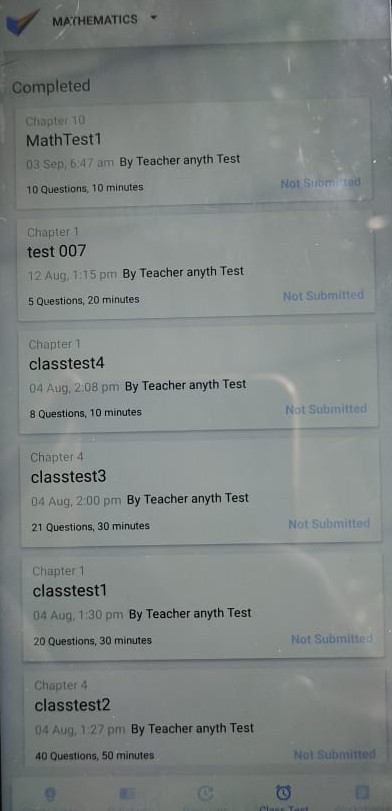 MATHEMATICS
Completed
Chapter 10
MathTest1
03 Sep, 6:47 am By Teacher anyth Test
10 Questions, 10 minutes
Not Submitted
Chapter 1
test 007
12 Aug, 1:15 pm By Teacher anyth Test
5 Questions, 20 minutes
Not Submitted
Chapter 1
classtest4
04 Aug, 2:08 pm By Teacher anyth Test
8 Questions, 10 minutes
Not Submitted
Chapter 4
classtest3
04 Aug, 2:00 pm By Teacher anyth Test
21 Questions, 30 minutes
Not Submitted
Chapter 1
classtest1
04 Aug, 1:30 pm By Teacher anyth Test
20 Questions, 30 minutes
Not Submitted
Chapter 4
classtest2
04 Aug, 1:27 pm By Teacher anyth Test
40 Questions, 50 minutes
Not Submitted
Class Test